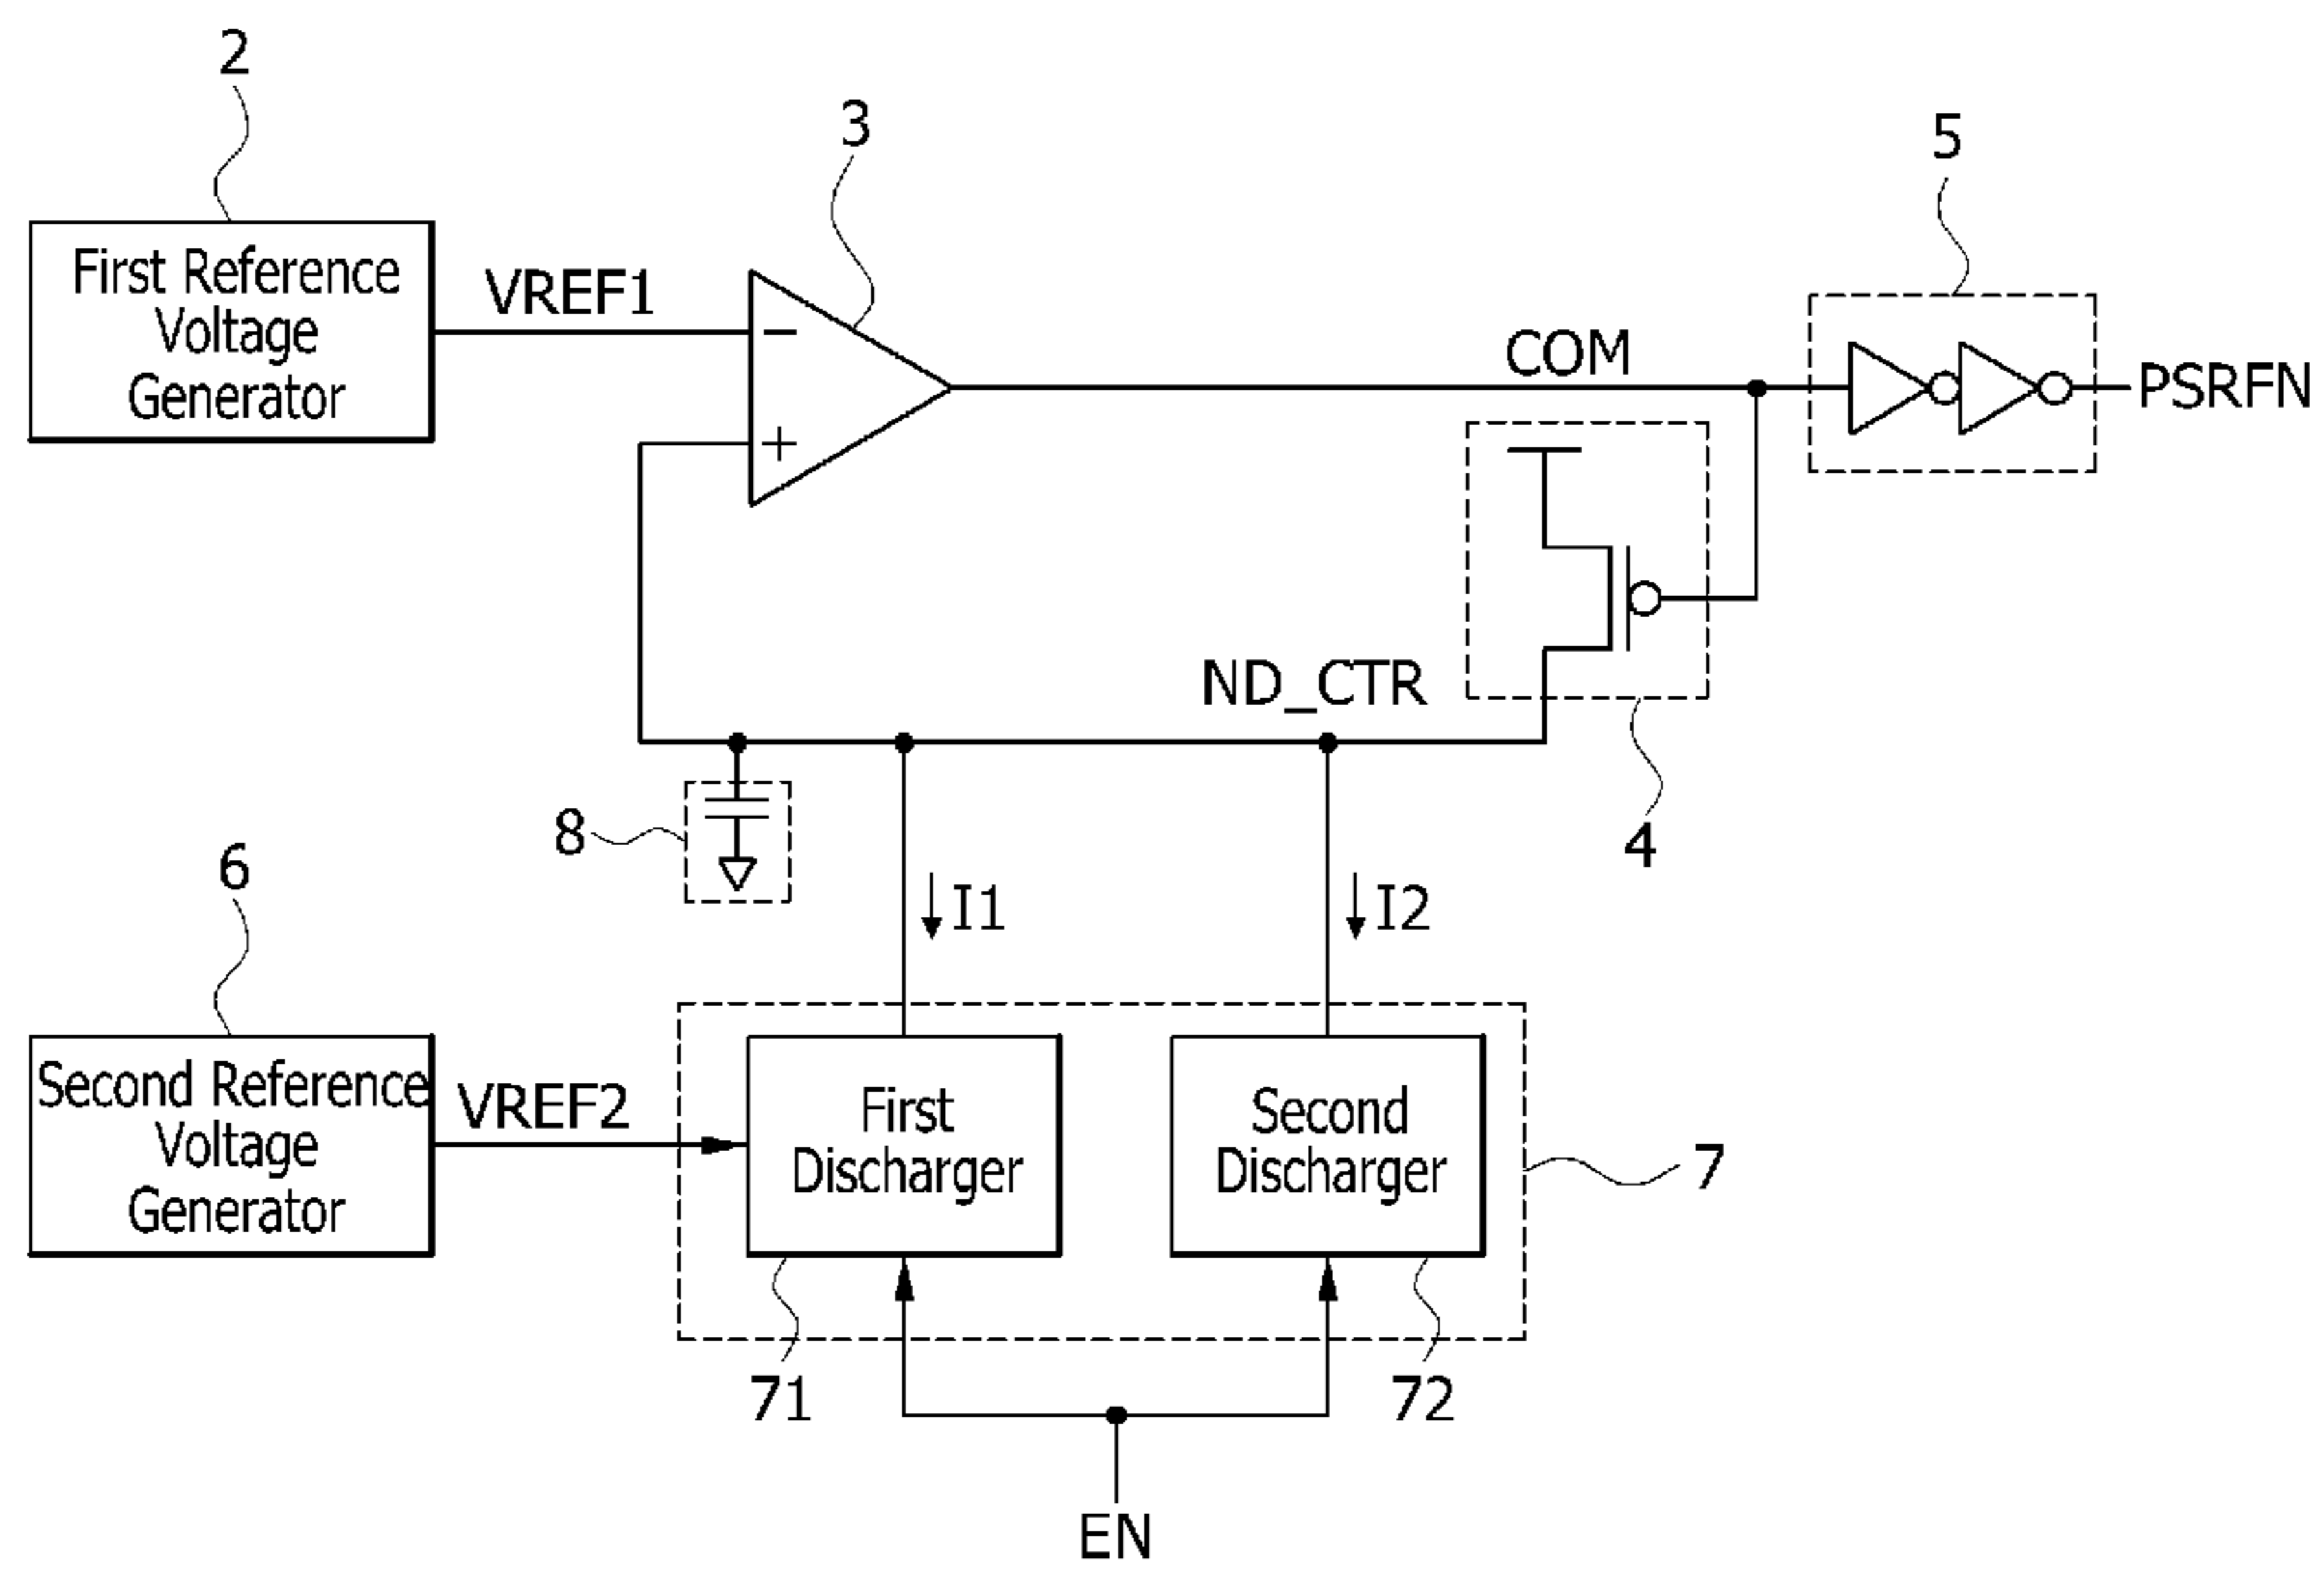 2
3
5
First Reference
Voltage
Generator
VREF1
−
+
COM
PSRFN
ND_CTR
4
8
I1
I2
6
Second Reference
Voltage
Generator
VREF2
First
Discharger
Second
Discharger
7
71
72
EN